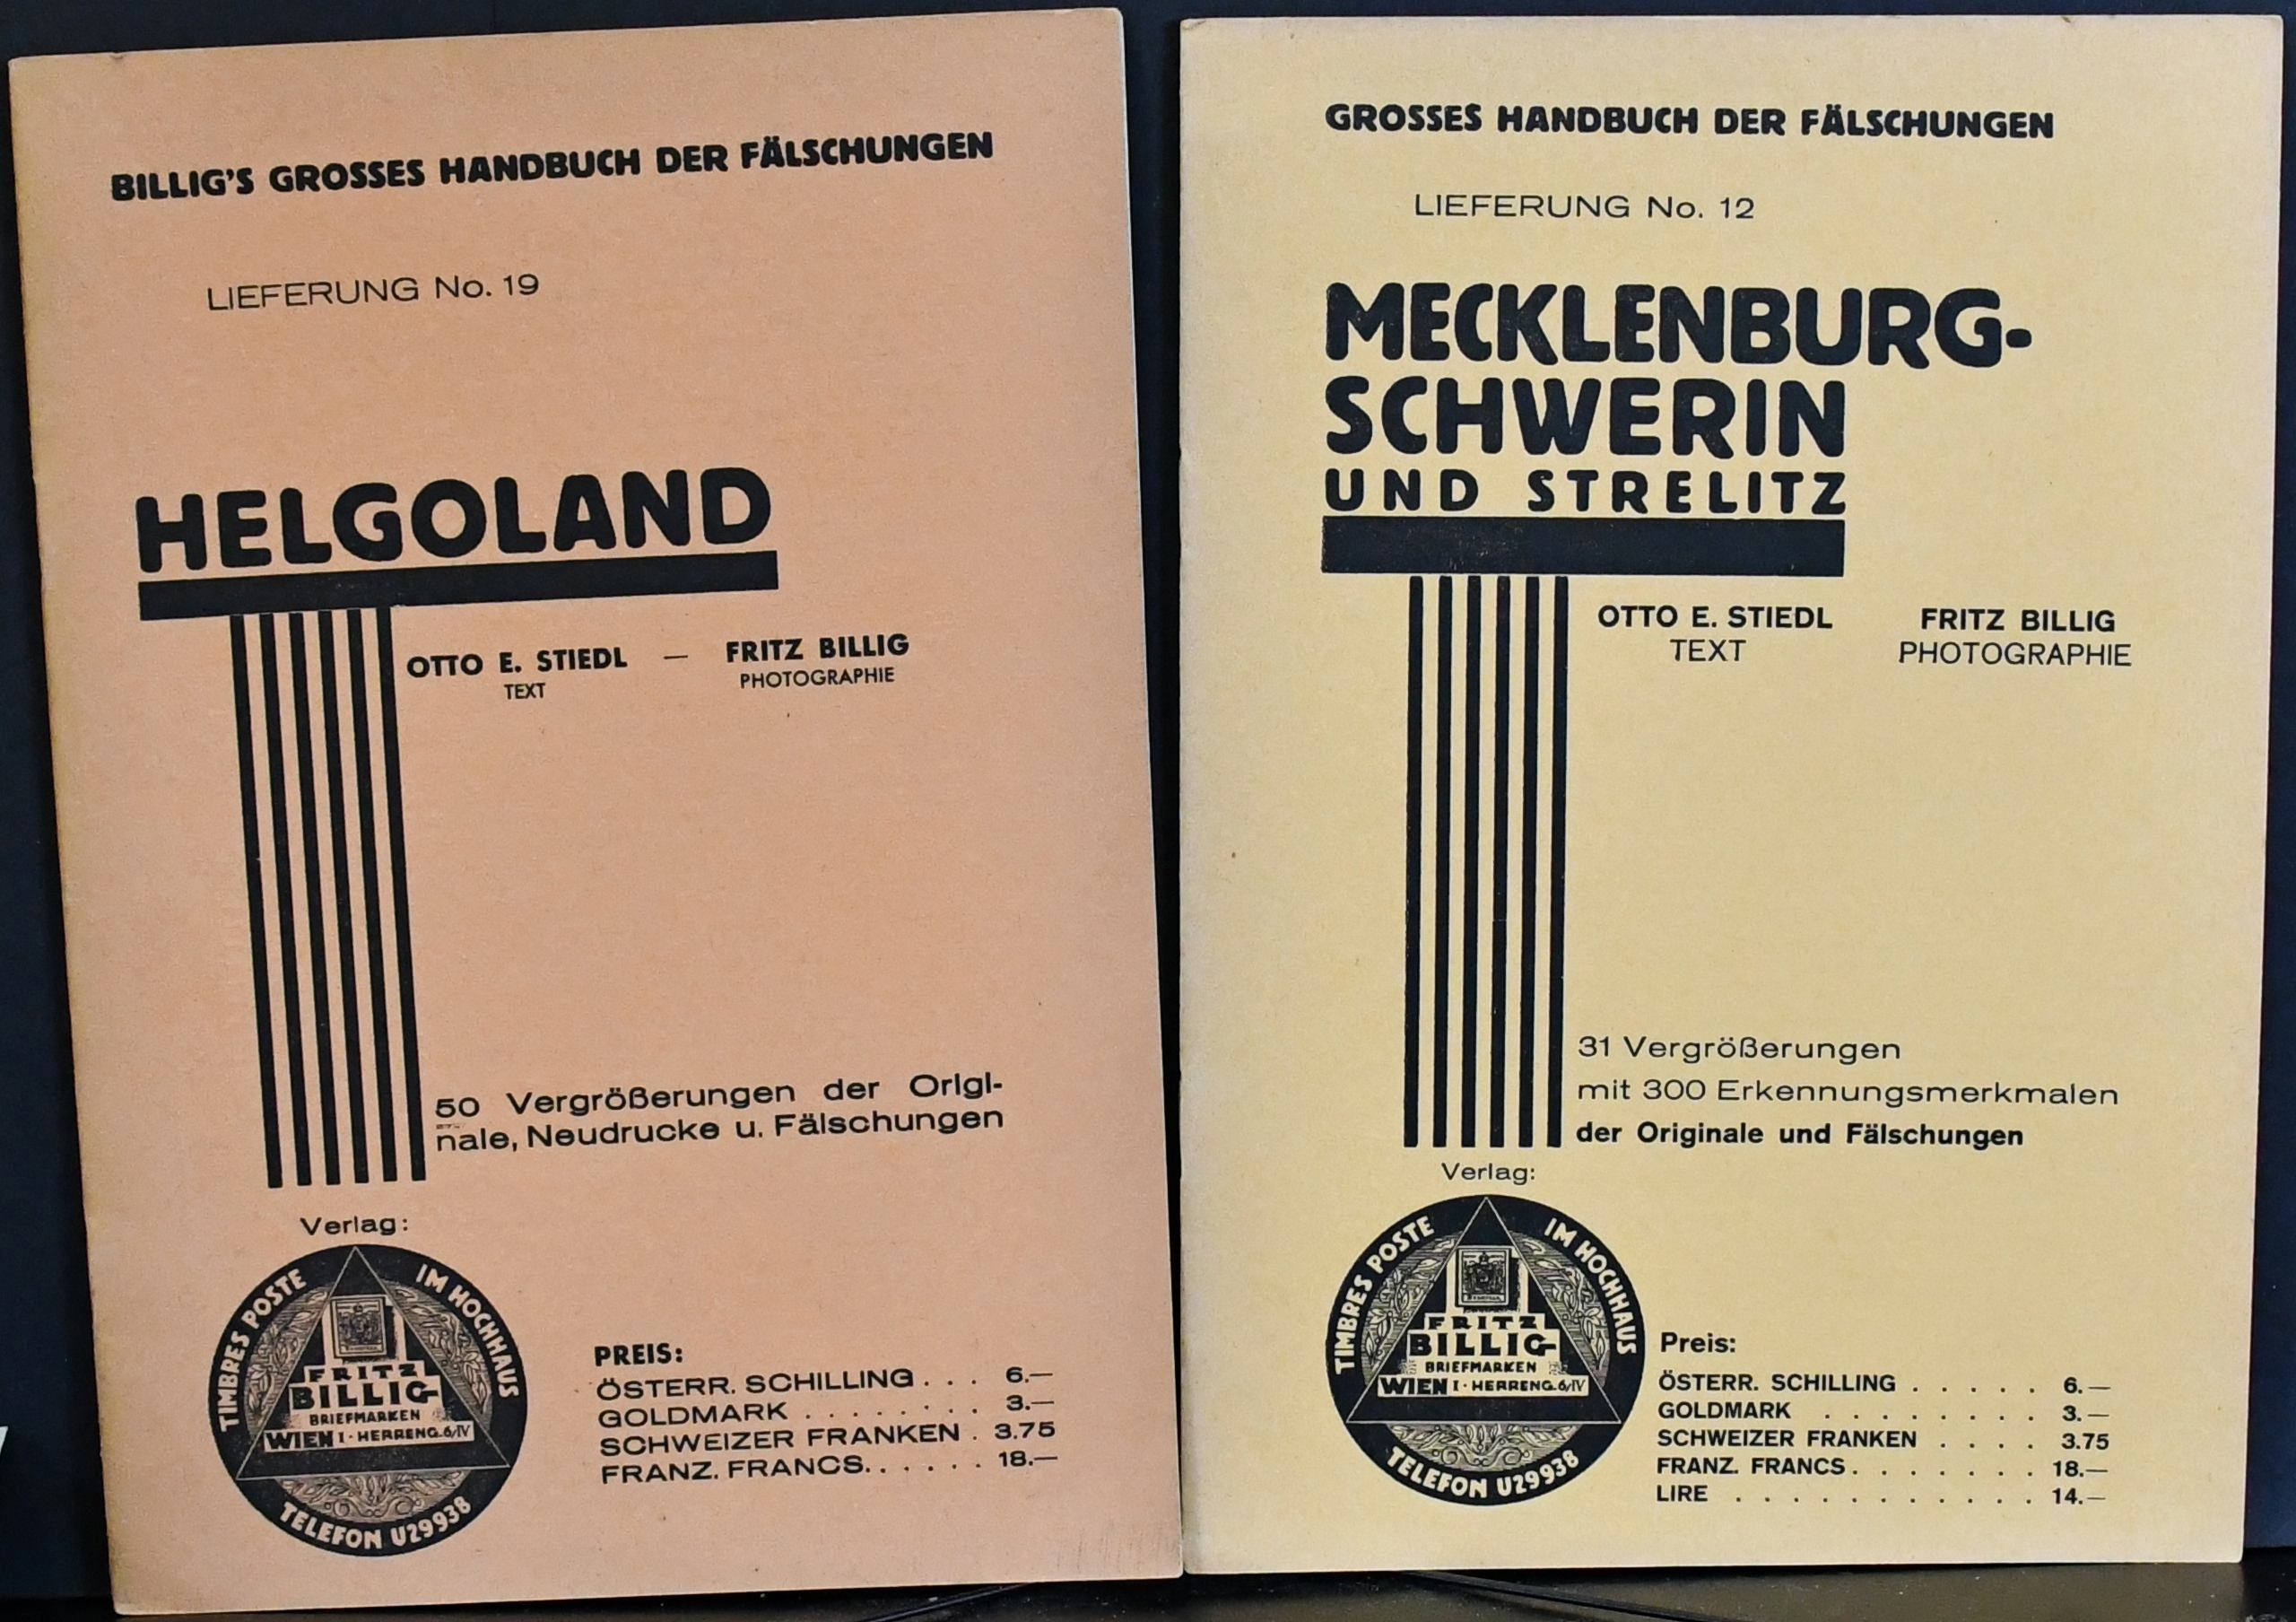 BILLIG'S GROSSES HANDBUCH DER FÄLSCHUNGEN
LIEFERUNG No. 19
HELGOLAND
OTTO E. STIEDL — FRITZ BILLIG
TEXT PHOTOGRAPHIE
50 Vergrößerungen der Origi-
nale, Neudrucke u. Fälschungen
Verlag:
TIMBRES POSTE IM HOCHHAUS
FRITZ
BILLIG
BRIEFMARKEN
WIEN I · HERRENG. 6/IV
TELEFON U29938
PREIS:
ÖSTERR. SCHILLING . . . 6.—
GOLDMARK . . . . . . . . 3.—
SCHWEIZER FRANKEN . 3.75
FRANZ. FRANCS. . . . . . 18.—
GROSSES HANDBUCH DER FÄLSCHUNGEN
LIEFERUNG No. 12
MECKLENBURG-
SCHWERIN
UND STRELITZ
OTTO E. STIEDL FRITZ BILLIG
TEXT PHOTOGRAPHIE
31 Vergrößerungen
mit 300 Erkennungsmerkmalen
der Originale und Fälschungen
Verlag:
TIMBRES POSTE IM HOCHHAUS
FRITZ
BILLIG
BRIEFMARKEN
WIEN I · HERRENG. 6/IV
TELEFON U29938
Preis:
ÖSTERR. SCHILLING . . . . . 6.—
GOLDMARK . . . . . . . . 3.—
SCHWEIZER FRANKEN . . . . 3.75
FRANZ. FRANCS . . . . . . . 18.—
LIRE . . . . . . . . . . . . 14.—